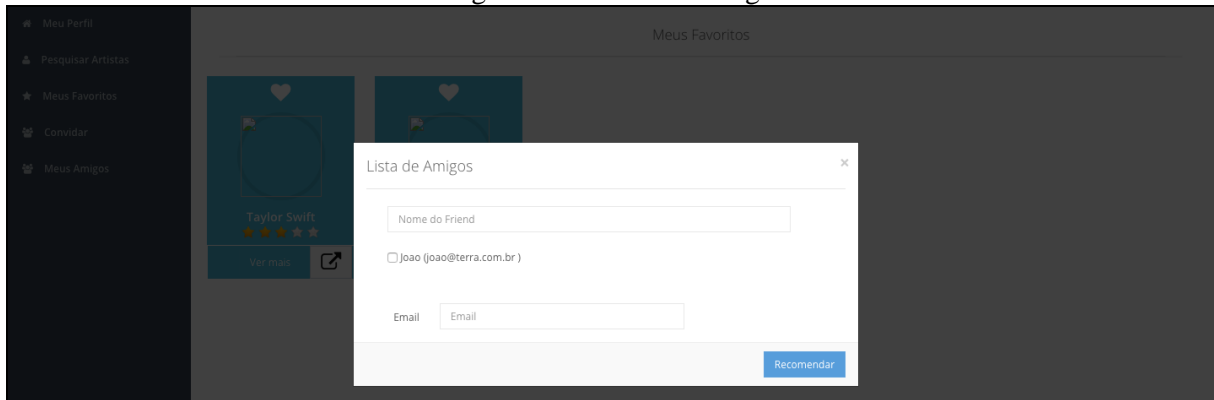 Meu Perfil
Pesquisar Artistas
Meus Favoritos
Convidar
Meus Amigos
Meus Favoritos
Taylor Swift
Ver mais
Lista de Amigos
×
Nome do Friend
Joao (joao@terra.com.br )
Email
Email
Recomendar